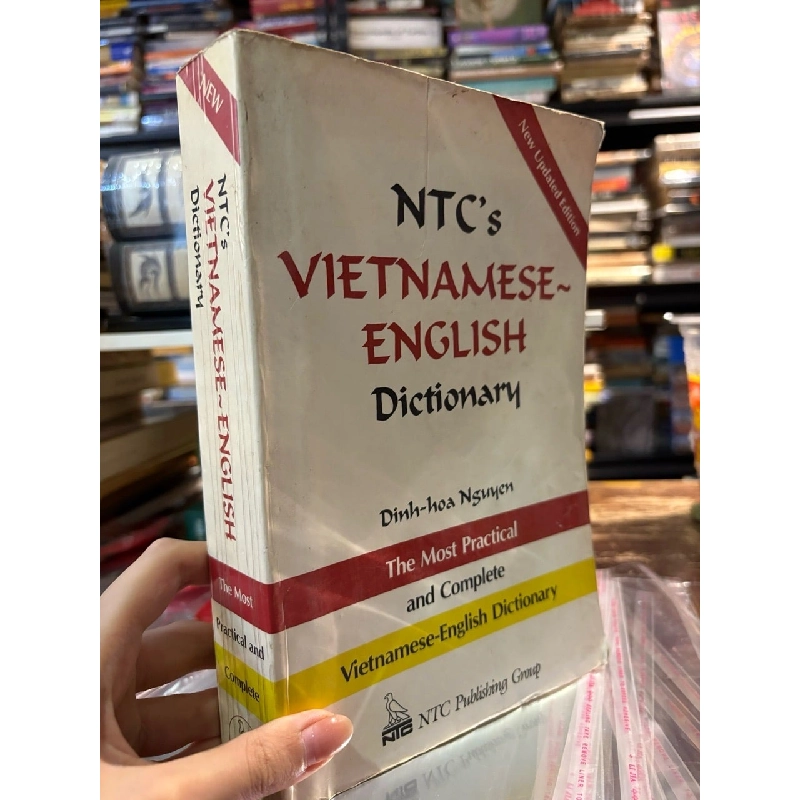 NEW
NTC's
VIETNAMESE~ENGLISH
Dictionary
The Most
Practical and
Complete
New Updated Edition
NTC's
VIETNAMESE~
ENGLISH
Dictionary
Dinh-hoa Nguyen
The Most Practical
and Complete
Vietnamese-English Dictionary
NTC
NTC Publishing Group